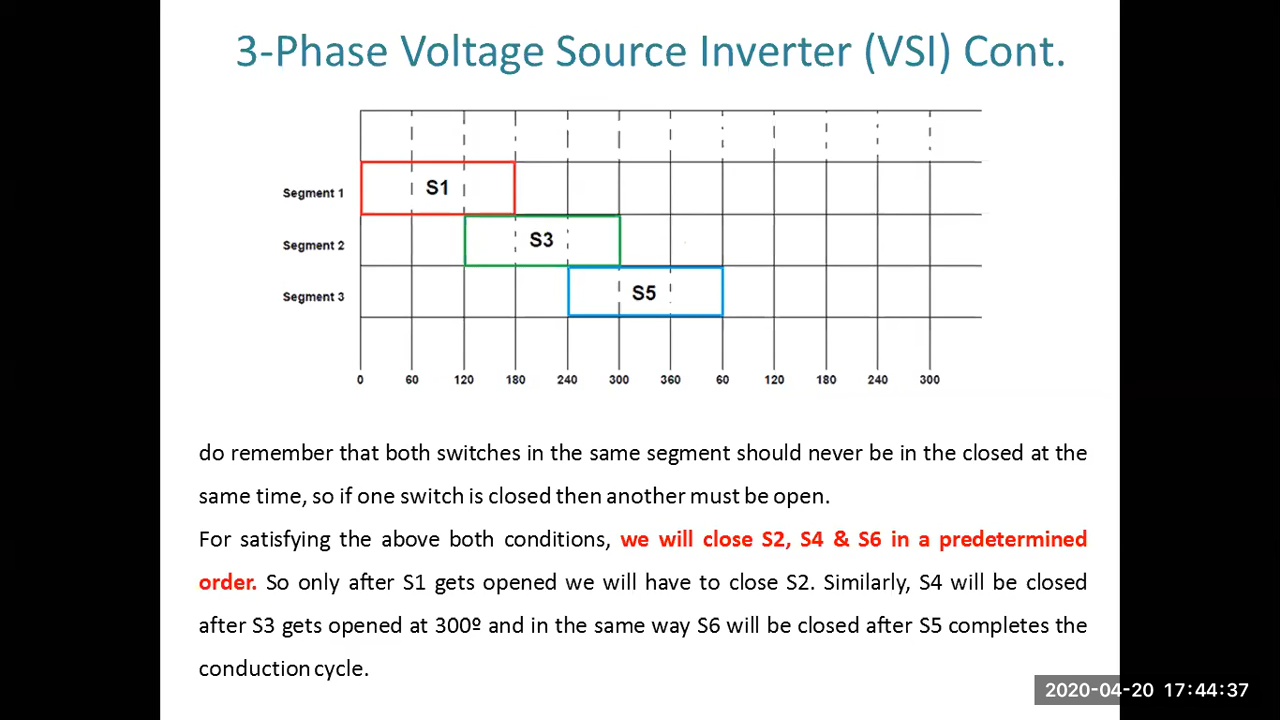 3-Phase Voltage Source Inverter (VSI) Cont.
Segment 1
S1
Segment 2
S3
Segment 3
S5
0 60 120 180 240 300 360 60 120 180 240 300
do remember that both switches in the same segment should never be in the closed at the
same time, so if one switch is closed then another must be open.
For satisfying the above both conditions, we will close S2, S4 & S6 in a predetermined
order. So only after S1 gets opened we will have to close S2. Similarly, S4 will be closed
after S3 gets opened at 300º and in the same way S6 will be closed after S5 completes the
conduction cycle.
2020-04-20 17:44:37